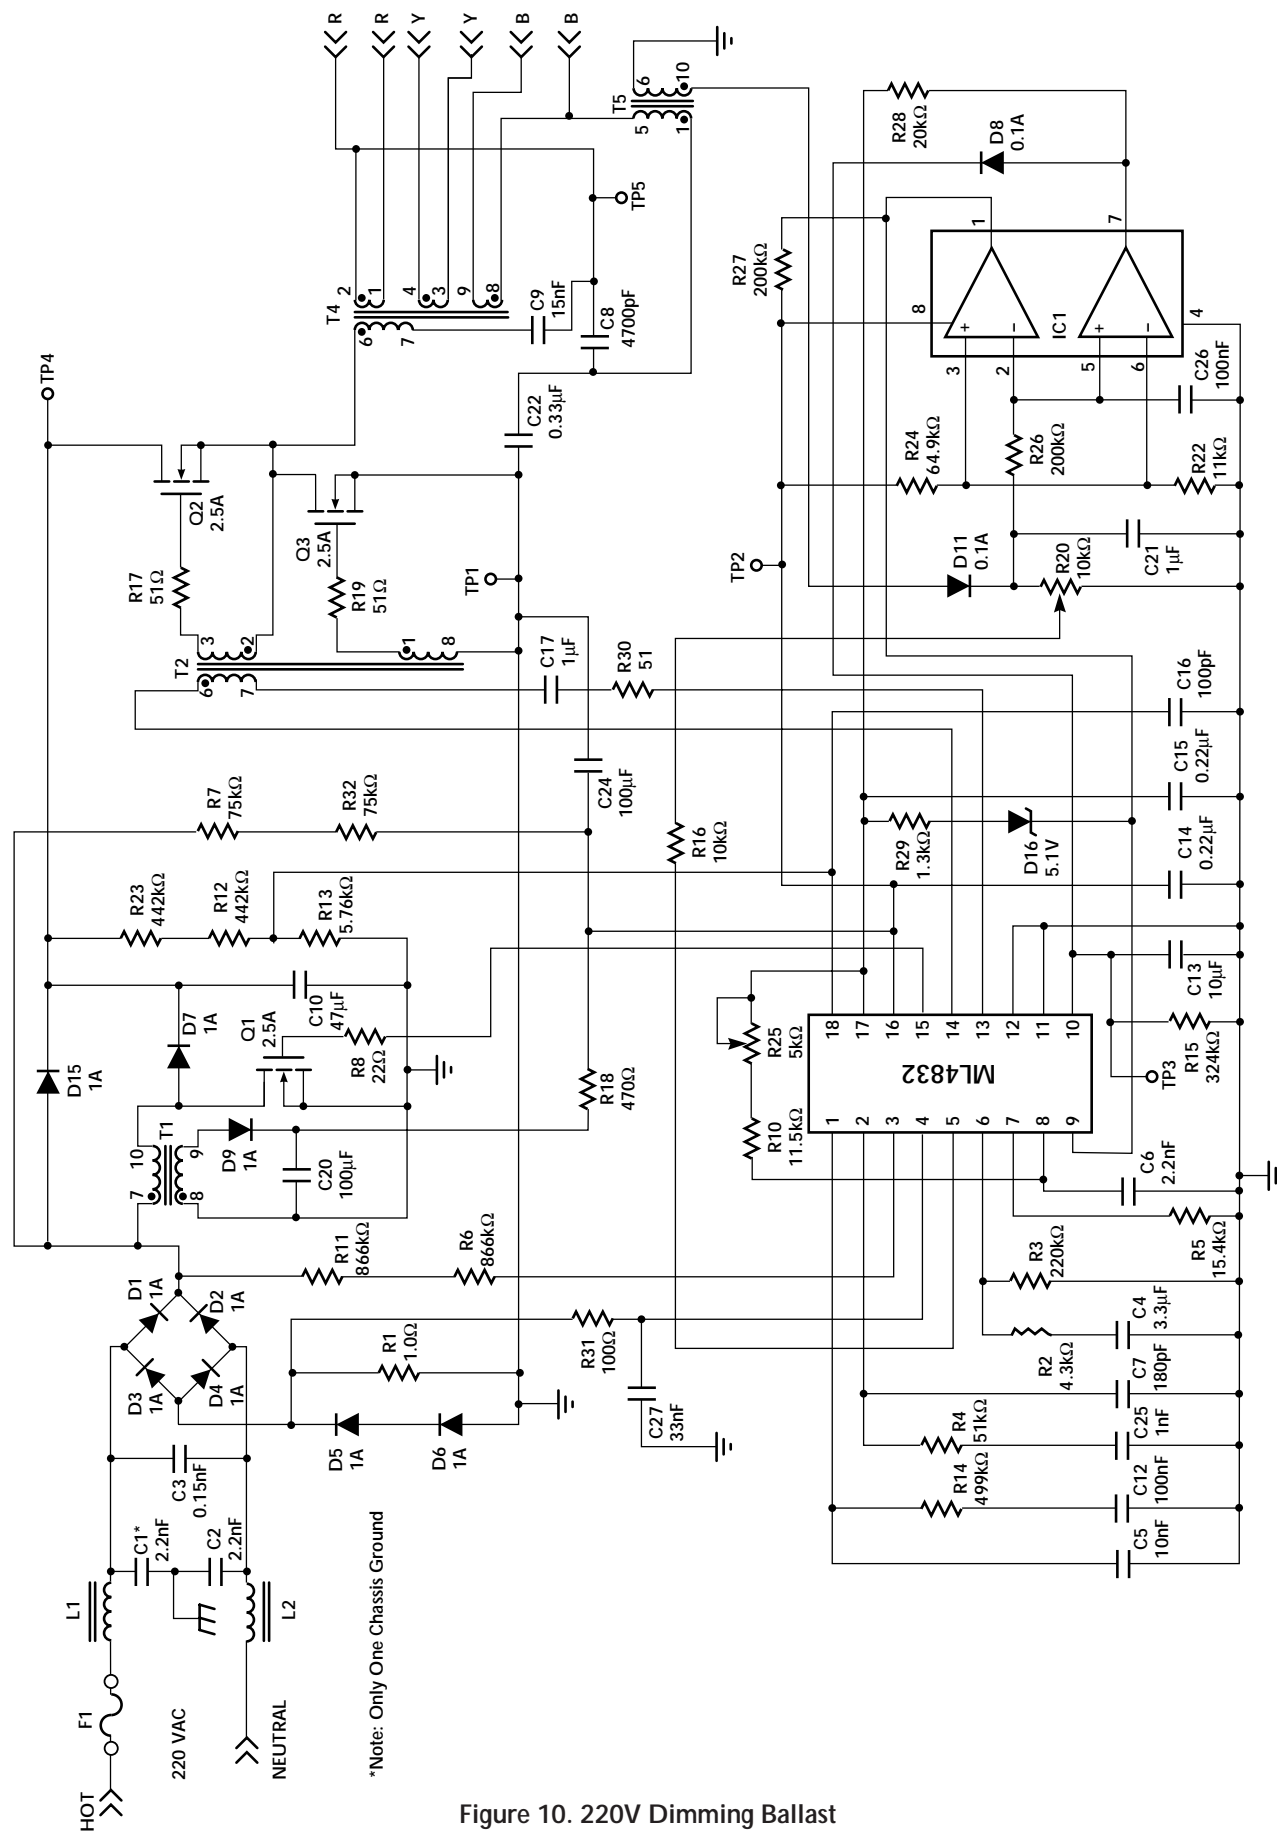 HOT
F1
220 VAC
NEUTRAL
L1
L2
C1*
2.2nF
C2
2.2nF
C3
0.15nF
D3
1A
D1
1A
D4
1A
D2
1A
*Note: Only One Chassis Ground
D5
1A
D6
1A
R1
1.0Ω
R31
100Ω
C27
33nF
R11
866kΩ
R6
866kΩ
7
10
T1
8
9
D15
1A
D9
1A
C20
100µF
D7
1A
Q1
2.5A
R8
22Ω
C10
47µF
R18
470Ω
R23
442kΩ
R12
442kΩ
R13
5.76kΩ
R7
75kΩ
R32
75kΩ
C24
100µF
T2
6
7
3
2
1
8
R17
51Ω
R19
51Ω
Q2
2.5A
Q3
2.5A
TP1
TP4
C17
1µF
R30
51
C22
0.33µF
T4
6
7
2
1
4
3
9
8
C9
15nF
C8
4700pF
TP5
R
R
Y
Y
B
B
T5
5
1
6
10
C5
10nF
R14
499kΩ
C12
100nF
R4
51kΩ
C25
1nF
C7
180pF
R2
4.3kΩ
C4
3.3µF
R3
220kΩ
R5
15.4kΩ
C6
2.2nF
R10
11.5kΩ
R25
5kΩ
ML4832
1
2
3
4
5
6
7
8
9
18
17
16
15
14
13
12
11
10
TP3
R15
324kΩ
C13
10µF
R16
10kΩ
R29
1.3kΩ
D16
5.1V
C14
0.22µF
C15
0.22µF
C16
100pF
TP2
D11
0.1A
R20
10kΩ
C21
1µF
R24
64.9kΩ
R26
200kΩ
R22
11kΩ
C26
100nF
R27
200kΩ
IC1
8
3
+
2
−
5
+
6
−
4
1
7
D8
0.1A
R28
20kΩ
Figure 10. 220V Dimming Ballast